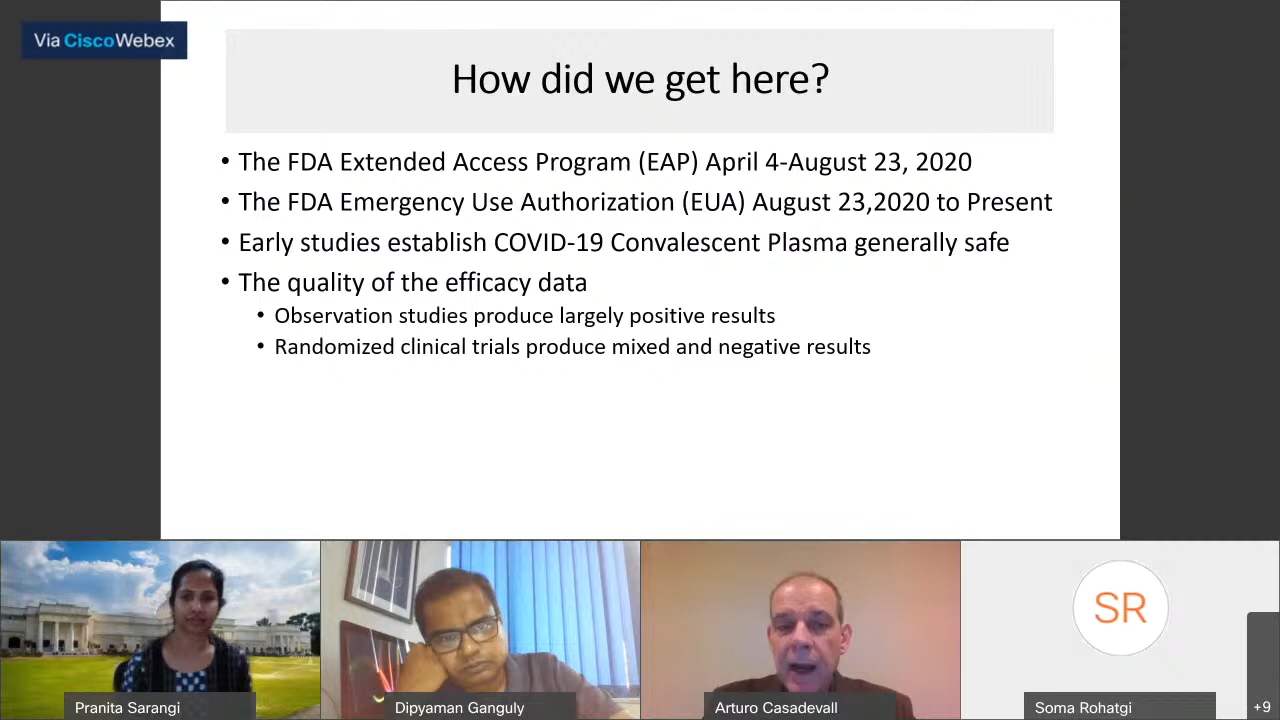 Via Cisco Webex
How did we get here?
• The FDA Extended Access Program (EAP) April 4-August 23, 2020
• The FDA Emergency Use Authorization (EUA) August 23,2020 to Present
• Early studies establish COVID-19 Convalescent Plasma generally safe
• The quality of the efficacy data
• Observation studies produce largely positive results
• Randomized clinical trials produce mixed and negative results
SR
Pranita Sarangi
Dipyaman Ganguly
Arturo Casadevall
Soma Rohatgi
+9